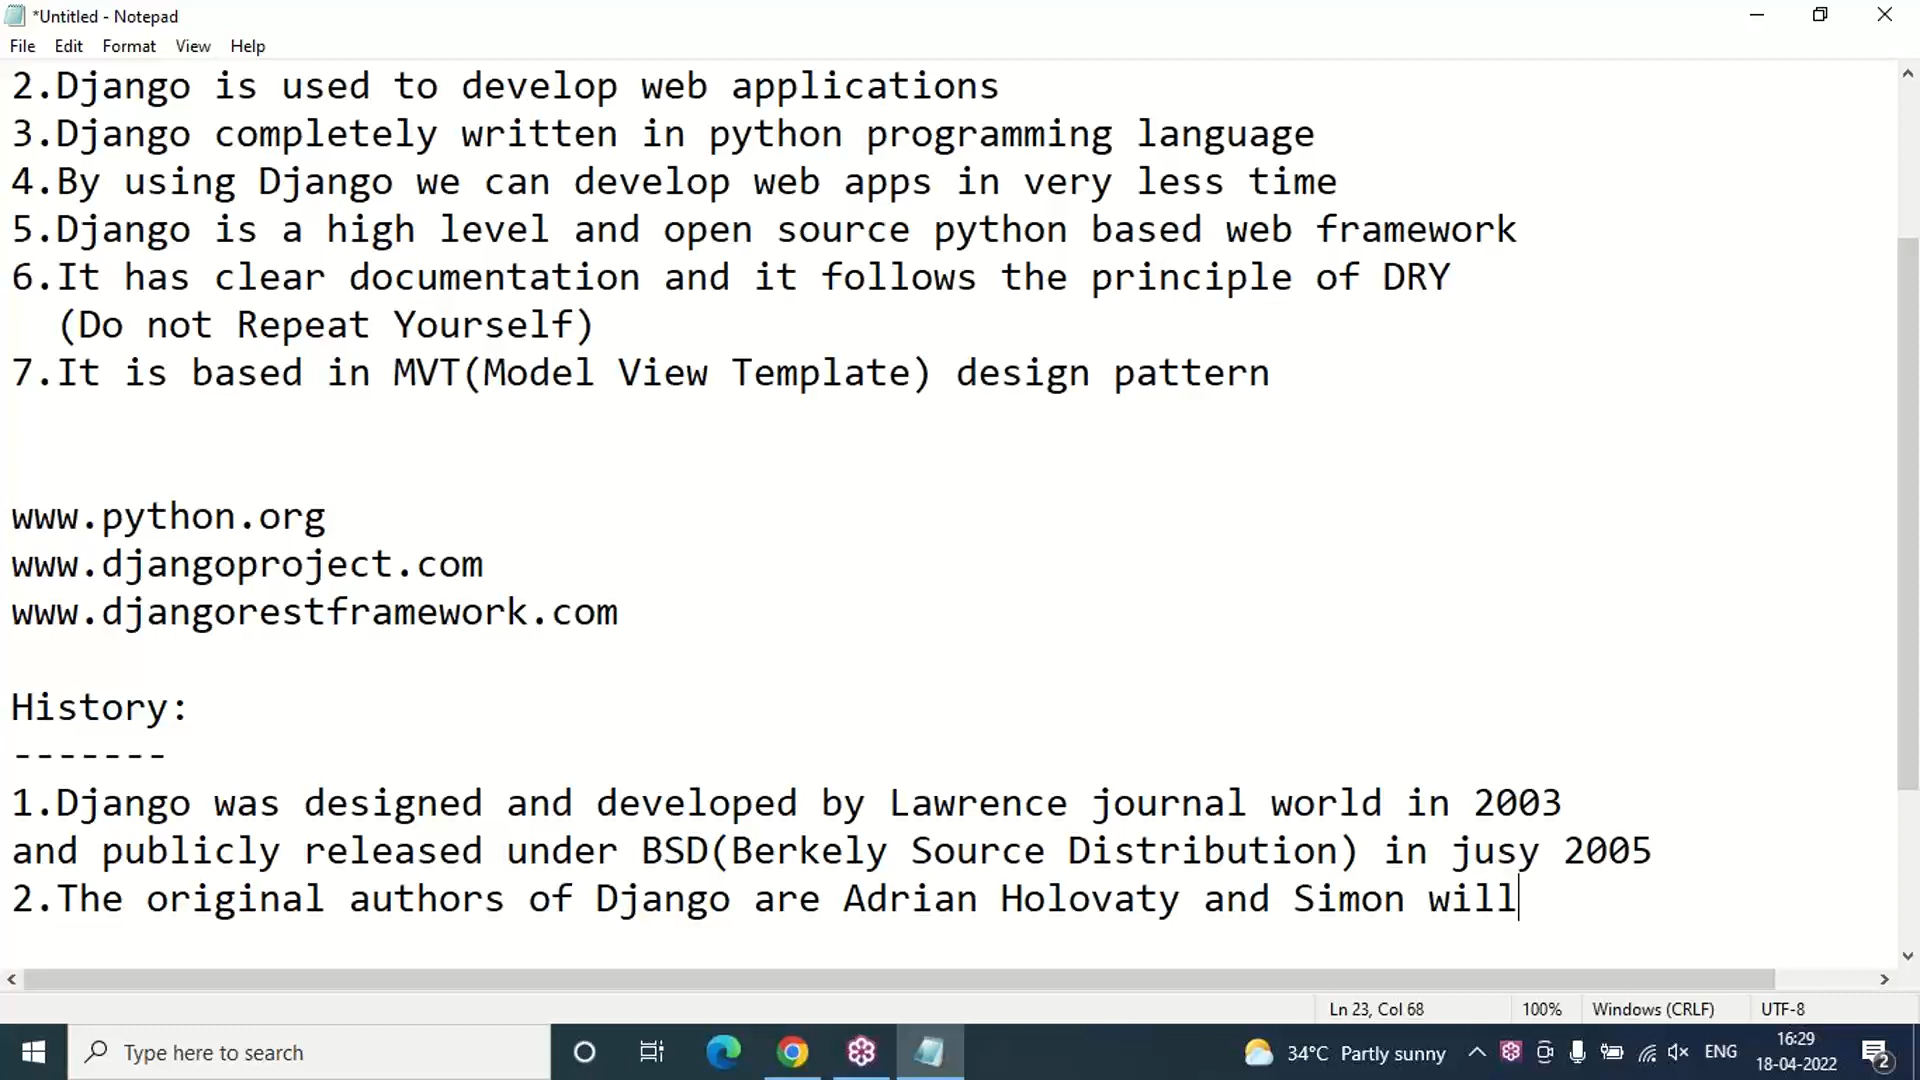 *Untitled - Notepad
File Edit Format View Help
2.Django is used to develop web applications
3.Django completely written in python programming language
4.By using Django we can develop web apps in very less time
5.Django is a high level and open source python based web framework
6.It has clear documentation and it follows the principle of DRY
(Do not Repeat Yourself)
7.It is based in MVT(Model View Template) design pattern
www.python.org
www.djangoproject.com
www.djangorestframework.com
History:
-------
1.Django was designed and developed by Lawrence journal world in 2003
and publicly released under BSD(Berkely Source Distribution) in jusy 2005
2.The original authors of Django are Adrian Holovaty and Simon will
Ln 23, Col 68 100% Windows (CRLF) UTF-8
Type here to search 34°C Partly sunny ENG 16:29
18-04-2022 2